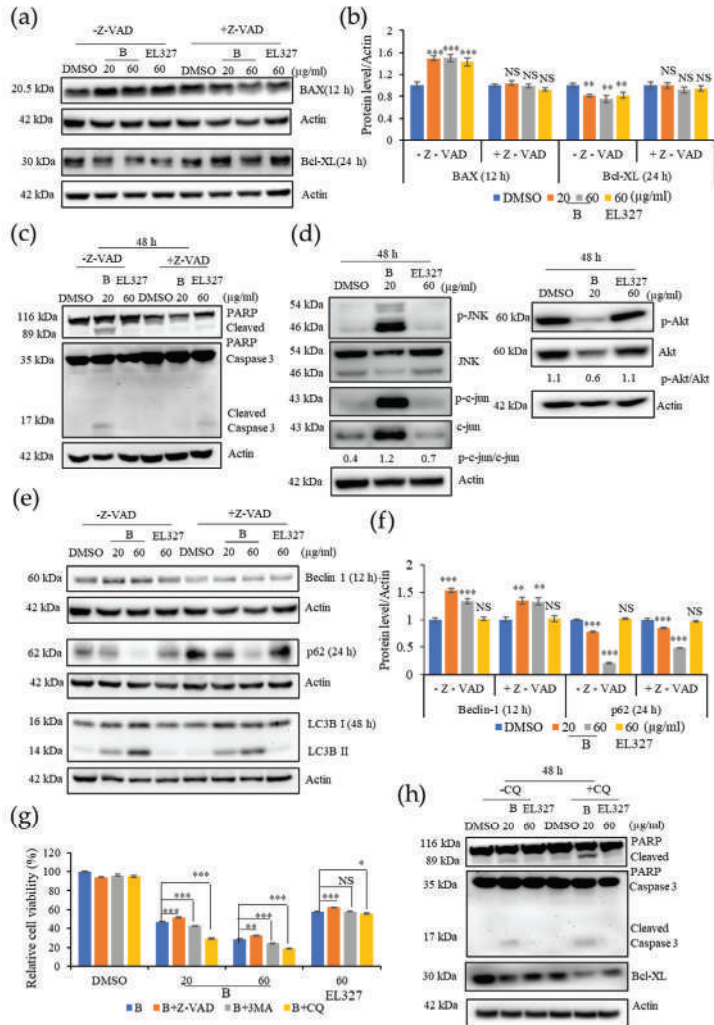 (a)
-Z-VAD +Z-VAD
B EL327 B EL327
DMSO 20 60 60 DMSO 20 60 60 (µg/ml)
20.5 kDa BAX(12 h)
42 kDa Actin
30 kDa Bcl-XL(24 h)
42 kDa Actin
(b)
Protein level/Actin
2
1.5
1
0.5
0
*** *** *** NS NS NS ** ** ** NS NS NS
- Z - VAD + Z - VAD - Z - VAD + Z - VAD
BAX (12 h) Bcl-XL (24 h)
DMSO 20 60 60 (µg/ml)
B EL327
(c)
48 h
-Z-VAD +Z-VAD
B EL327 B EL327
DMSO 20 60 DMSO 20 60 (µg/ml)
116 kDa PARP
89 kDa Cleaved
PARP
35 kDa Caspase 3
17 kDa Cleaved
Caspase 3
42 kDa Actin
(d)
48 h
B EL327
DMSO 20 60 (µg/ml)
54 kDa p-JNK
46 kDa
54 kDa JNK
46 kDa
43 kDa p-c-jun
43 kDa c-jun
0.4 1.2 0.7 p-c-jun/c-jun
42 kDa Actin
48 h
B EL327
DMSO 20 60 (µg/ml)
60 kDa p-Akt
60 kDa Akt
1.1 0.6 1.1 p-Akt/Akt
42 kDa Actin
(e)
-Z-VAD +Z-VAD
B EL327 B EL327
DMSO 20 60 60 DMSO 20 60 60 (µg/ml)
60 kDa Beclin 1 (12 h)
42 kDa Actin
62 kDa p62 (24 h)
42 kDa Actin
16 kDa LC3B I (48 h)
14 kDa LC3B II
42 kDa Actin
(f)
Protein level/Actin
2
1.5
1
0.5
0
*** *** NS ** ** NS *** *** NS *** *** NS
- Z - VAD + Z - VAD - Z - VAD + Z - VAD
Beclin-1 (12 h) p62 (24 h)
DMSO 20 60 60 (µg/ml)
B EL327
(g)
Relative cell viability (%)
120
100
80
60
40
20
0
*** *** *** ** *** *** *** NS *
DMSO 20 60 60
B EL327
B B+Z-VAD B+3MA B+CQ
(h)
48 h
-CQ +CQ
B EL327 B EL327
DMSO 20 60 DMSO 20 60 (µg/ml)
116 kDa PARP
89 kDa Cleaved
PARP
35 kDa Caspase 3
17 kDa Cleaved
Caspase 3
30 kDa Bcl-XL
42 kDa Actin